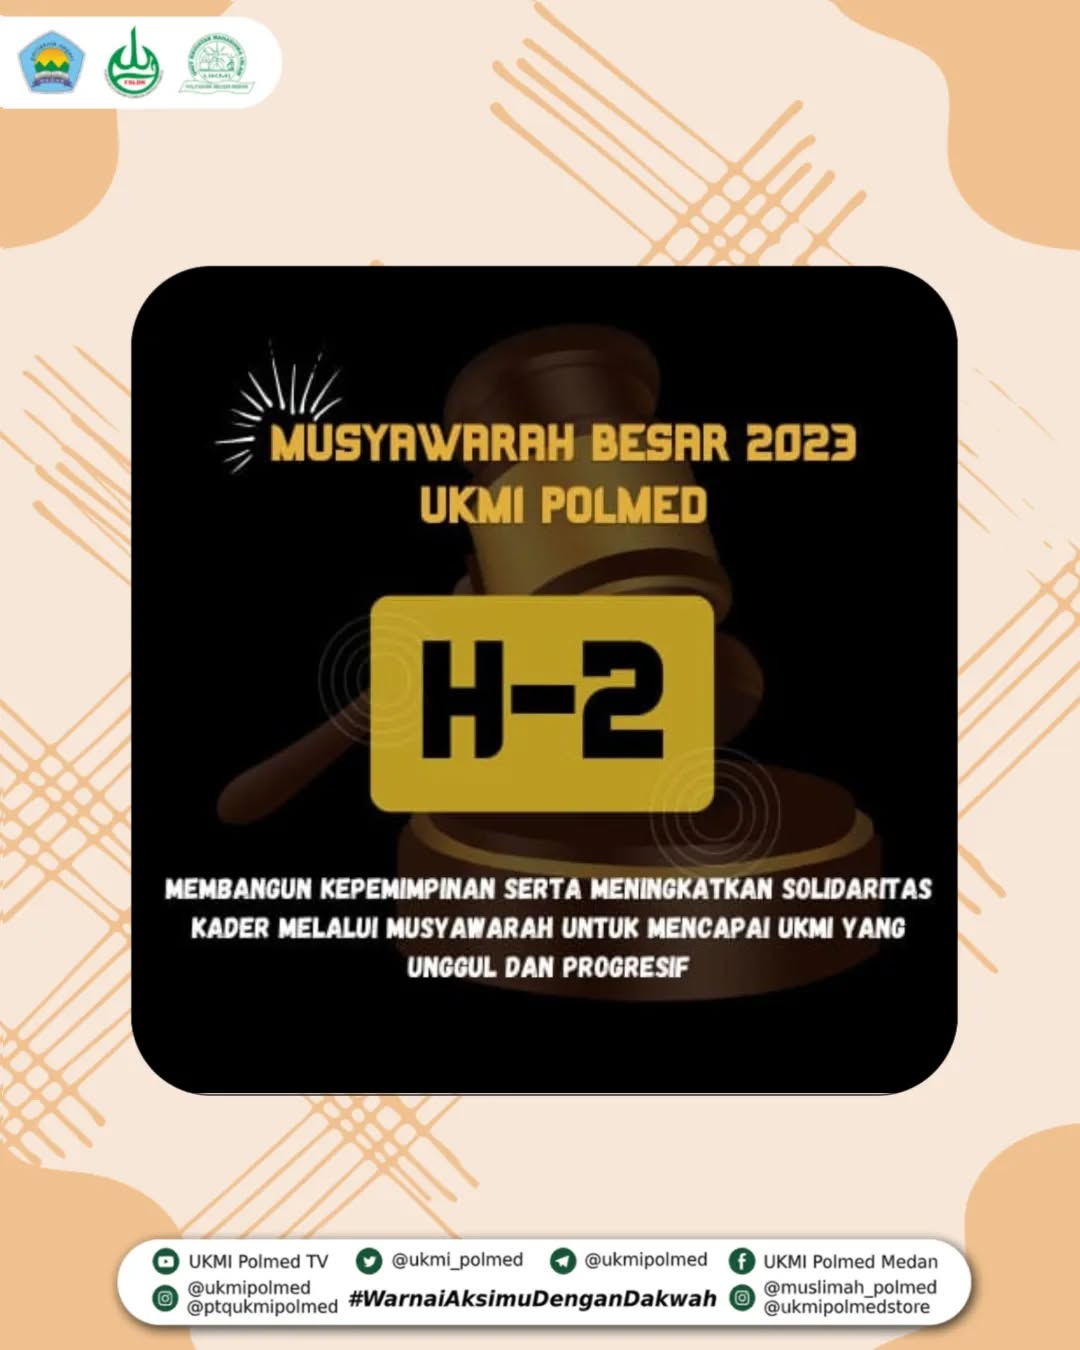 MUSYAWARAH BESAR 2023
UKMI POLMED
H-2
MEMBANGUN KEPEMIMPINAN SERTA MENINGKATKAN SOLIDARITAS
KADER MELALUI MUSYAWARAH UNTUK MENCAPAI UKMI YANG
UNGGUL DAN PROGRESIF
UKMI Polmed TV
@ukmi_polmed
@ukmipolmed
UKMI Polmed Medan
@ukmipolmed
@ptqukmipolmed
#WarnaiAksimuDenganDakwah
@muslimah_polmed
@ukmipolmedstore